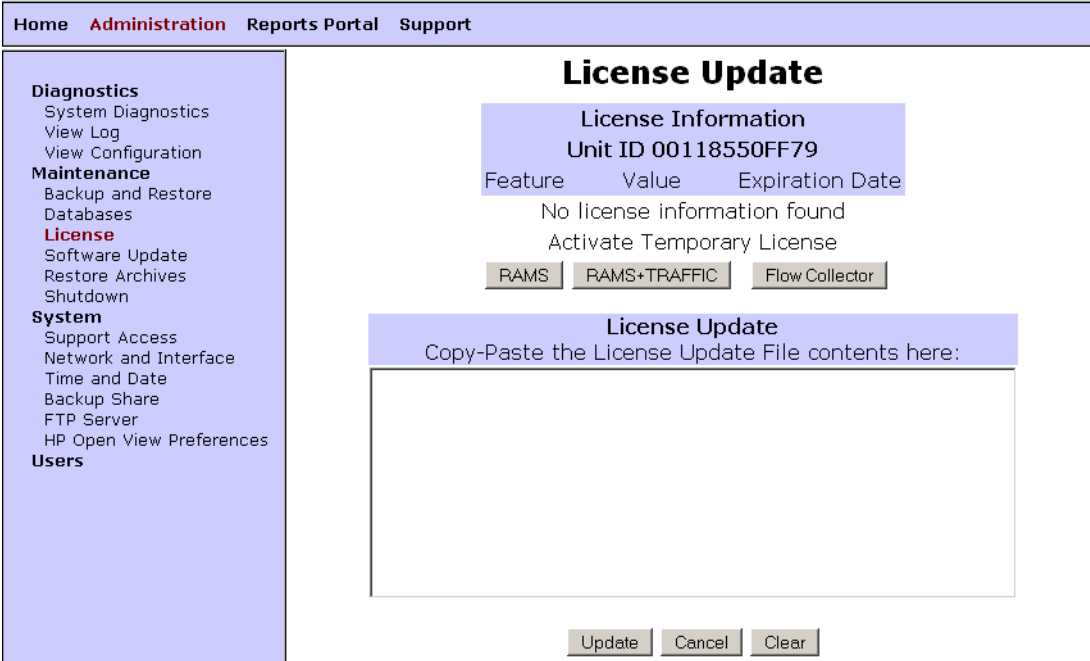 Home Administration Reports Portal Support
Diagnostics
System Diagnostics
View Log
View Configuration
Maintenance
Backup and Restore
Databases
License
Software Update
Restore Archives
Shutdown
System
Support Access
Network and Interface
Time and Date
Backup Share
FTP Server
HP Open View Preferences
Users
License Update
License Information
Unit ID 00118550FF79
Feature Value Expiration Date
No license information found
Activate Temporary License
RAMS RAMS+TRAFFIC Flow Collector
License Update
Copy-Paste the License Update File contents here:
Update Cancel Clear